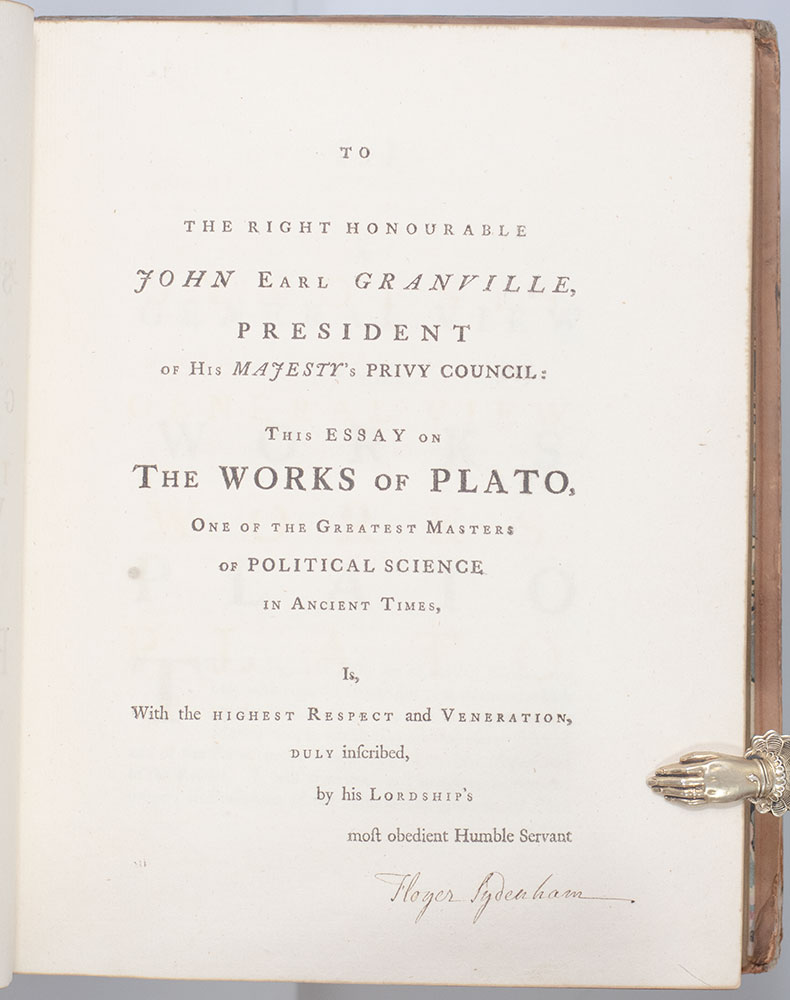 TO
THE RIGHT HONOURABLE
JOHN EARL GRANVILLE,
PRESIDENT
OF HIS MAJESTY's PRIVY COUNCIL:
THIS ESSAY ON
THE WORKS OF PLATO,
ONE OF THE GREATEST MASTERS
OF POLITICAL SCIENCE
IN ANCIENT TIMES,
Is,
With the HIGHEST RESPECT and VENERATION,
DULY inſcribed,
by his LORDSHIP's
moſt obedient Humble Servant
Floyer Sydenham